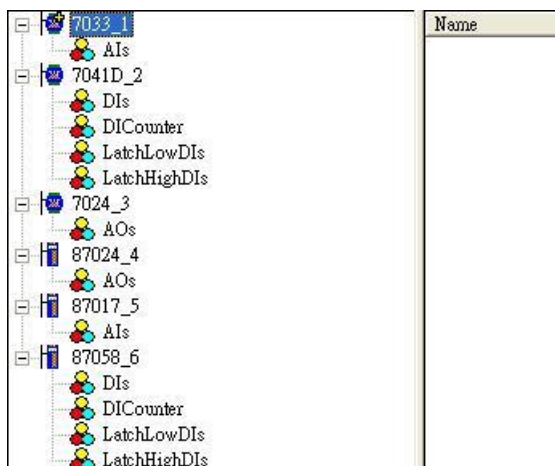 7033_1
Name
AIs
7041D_2
DIs
DICounter
LatchLowDIs
LatchHighDIs
7024_3
AOs
87024_4
AOs
87017_5
AIs
87058_6
DIs
DICounter
LatchLowDIs
LatchHighDIs